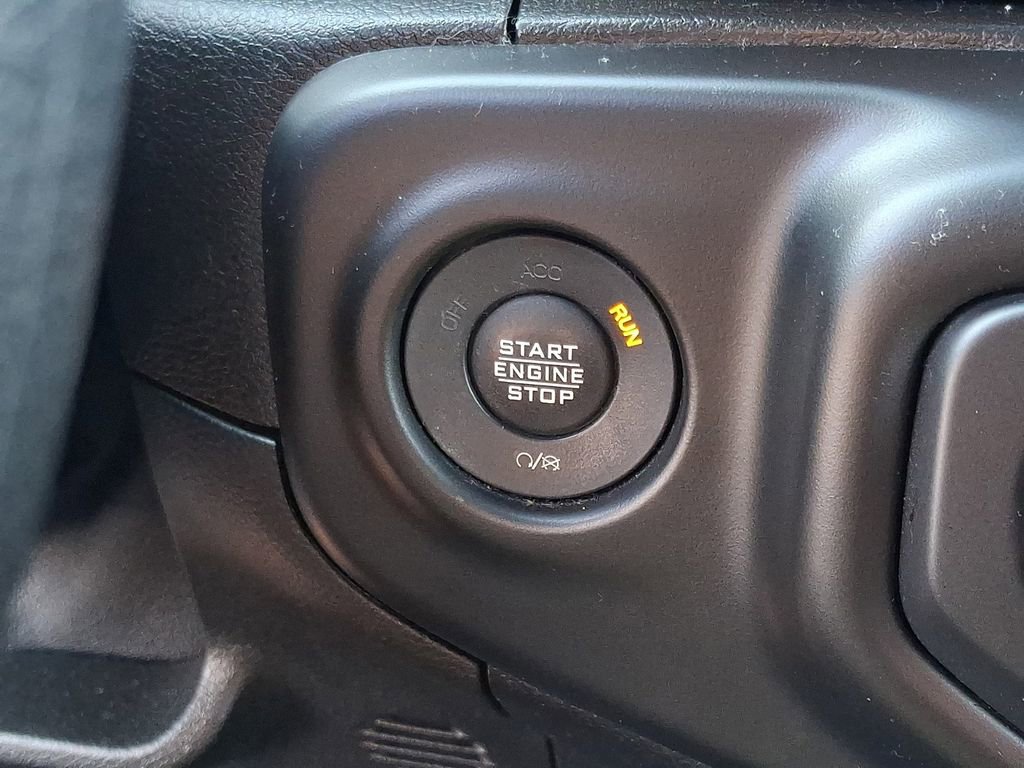 ACC
OFF
RUN
START
ENGINE
STOP